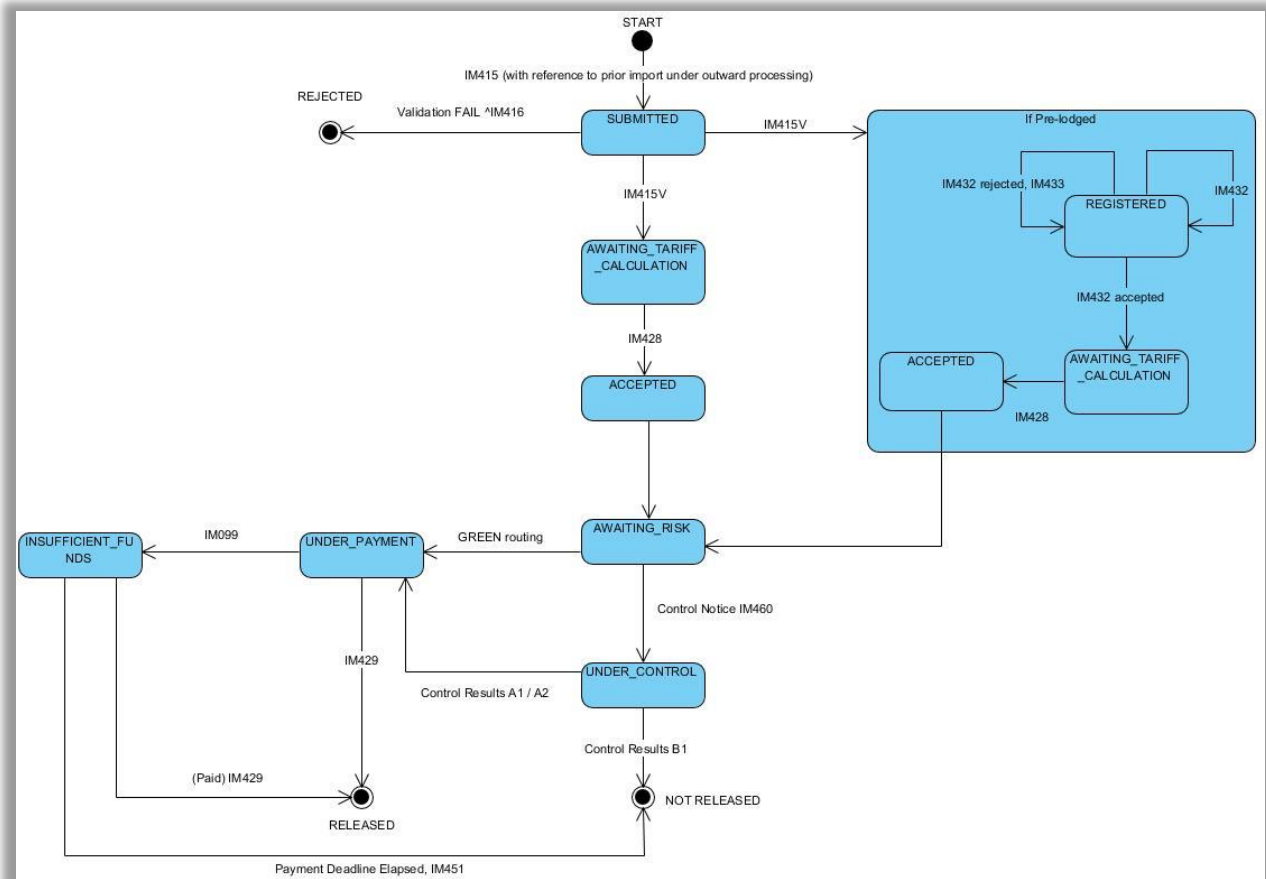 START
IM415 (with reference to prior import under outward processing)
REJECTED
Validation FAIL ^IM416
SUBMITTED
IM415V
If Pre-lodged
IM432 rejected, IM433
IM432
REGISTERED
IM415V
AWAITING_TARIFF
_CALCULATION
IM432 accepted
IM428
ACCEPTED
AWAITING_TARIFF
_CALCULATION
ACCEPTED
IM428
INSUFFICIENT_FU
NDS
IM099
UNDER_PAYMENT
GREEN routing
AWAITING_RISK
Control Notice IM460
IM429
UNDER_CONTROL
Control Results A1 / A2
Control Results B1
(Paid) IM429
NOT RELEASED
RELEASED
Payment Deadline Elapsed, IM451